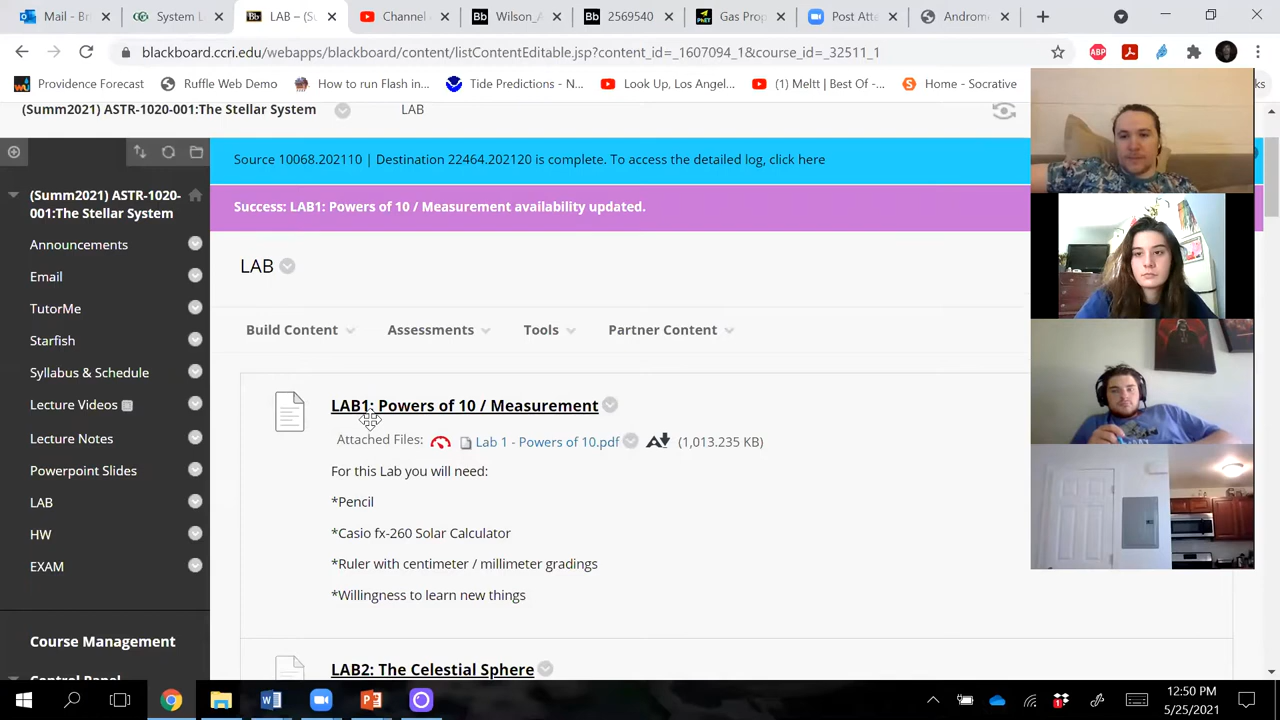 Mail - Bri
System L
LAB – (S
Channel
Wilson_A
2569540
Gas Prop
Post Atte
Androme
blackboard.ccri.edu/webapps/blackboard/content/listContentEditable.jsp?content_id=_1607094_1&course_id=_32511_1
Providence Forecast
Ruffle Web Demo
How to run Flash in...
Tide Predictions - N...
Look Up, Los Angel...
(1) Meltt | Best Of -...
Home - Socrative
(Summ2021) ASTR-1020-001:The Stellar System
LAB
Source 10068.202110 | Destination 22464.202120 is complete. To access the detailed log, click here
(Summ2021) ASTR-1020-
001:The Stellar System
Success: LAB1: Powers of 10 / Measurement availability updated.
Announcements
Email
TutorMe
Starfish
Syllabus & Schedule
Lecture Videos
Lecture Notes
Powerpoint Slides
LAB
HW
EXAM
Course Management
Control Panel
LAB
Build Content
Assessments
Tools
Partner Content
LAB1: Powers of 10 / Measurement
Attached Files:
Lab 1 - Powers of 10.pdf
(1,013.235 KB)
For this Lab you will need:
*Pencil
*Casio fx-260 Solar Calculator
*Ruler with centimeter / millimeter gradings
*Willingness to learn new things
LAB2: The Celestial Sphere
12:50 PM
5/25/2021